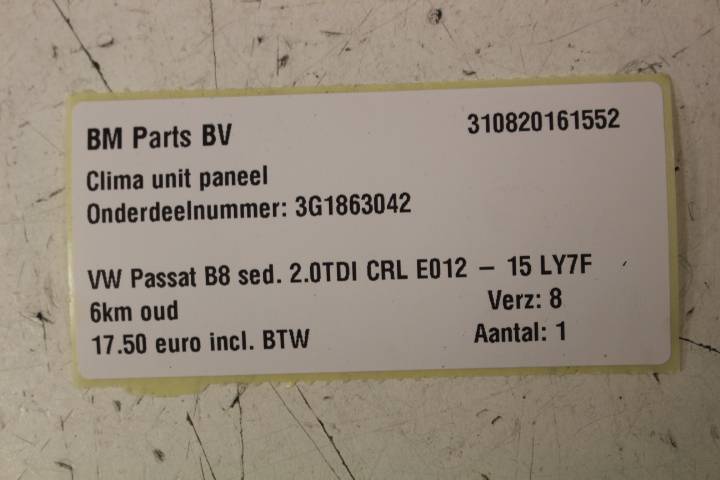 BM Parts BV 310820161552
Clima unit paneel
Onderdeelnummer: 3G1863042
VW Passat B8 sed. 2.0TDI CRL E012 – 15 LY7F
6km oud Verz: 8
17.50 euro incl. BTW Aantal: 1